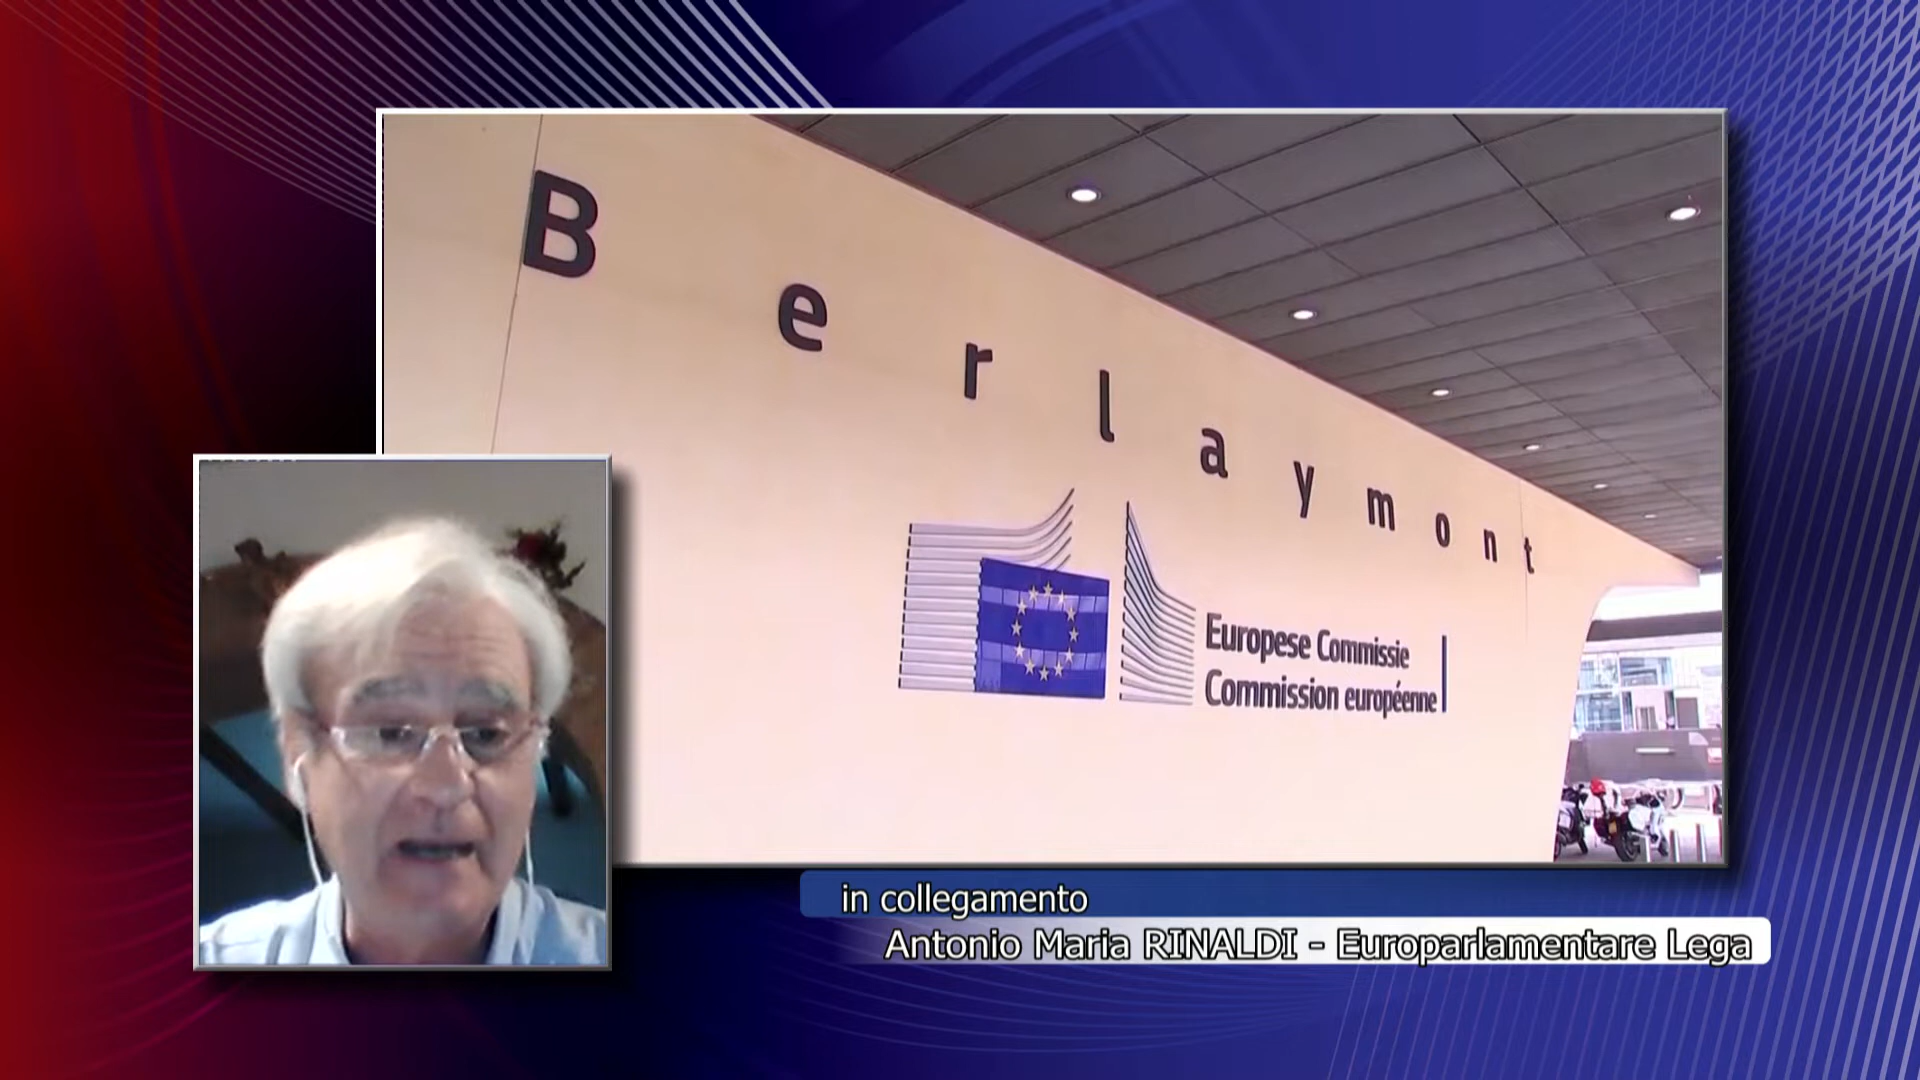 Berlaymont
Europese Commissie
Commission européenne
in collegamento
Antonio Maria RINALDI - Europarlamentare Lega